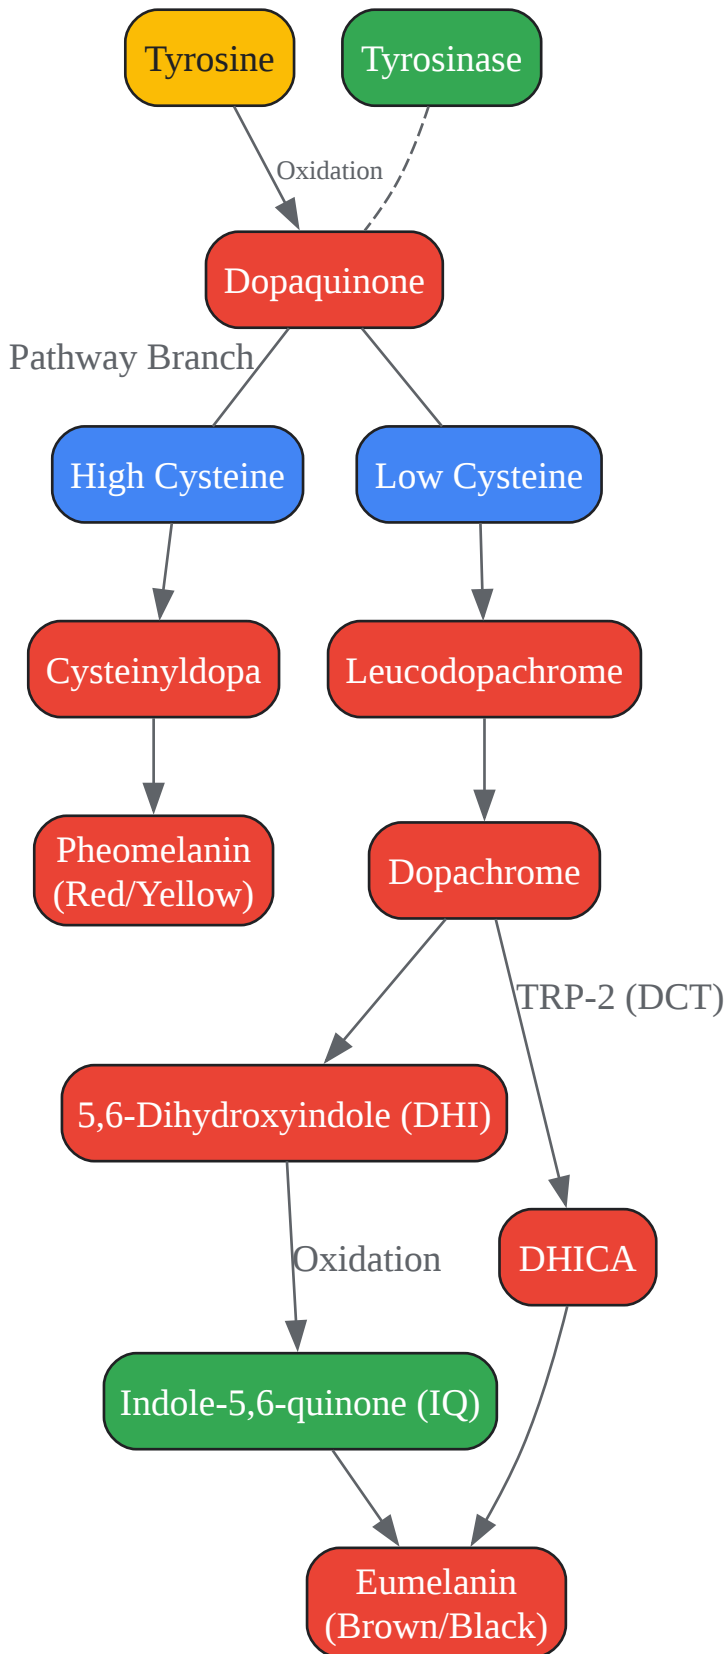 Tyrosine
Tyrosinase
Oxidation
Dopaquinone
Pathway Branch
High Cysteine
Low Cysteine
Cysteinyldopa
Leucodopachrome
Pheomelanin
(Red/Yellow)
Dopachrome
TRP-2 (DCT)
5,6-Dihydroxyindole (DHI)
Oxidation
DHICA
Indole-5,6-quinone (IQ)
Eumelanin
(Brown/Black)